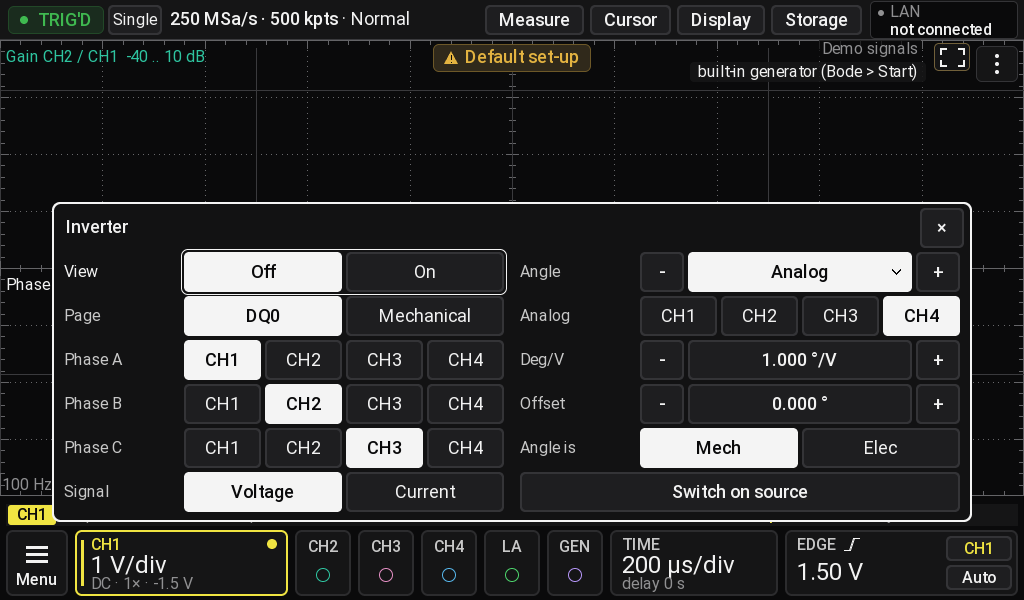 TRIG'D Single 250 MSa/s · 500 kpts · Normal Measure Cursor Display Storage LAN
not connected
Gain CH2 / CH1 -40 .. 10 dB Default set-up Demo signals
built-in generator (Bode > Start)
Inverter ×
View Off On Angle - Analog +
Phase
Page DQ0 Mechanical Analog CH1 CH2 CH3 CH4
Phase A CH1 CH2 CH3 CH4 Deg/V - 1.000 °/V +
Phase B CH1 CH2 CH3 CH4 Offset - 0.000 ° +
Phase C CH1 CH2 CH3 CH4 Angle is Mech Elec
100 Hz Signal Voltage Current Switch on source
CH1
Menu CH1 CH2 CH3 CH4 LA GEN TIME EDGE CH1
1 V/div 200 µs/div 1.50 V Auto
DC · 1× · -1.5 V delay 0 s